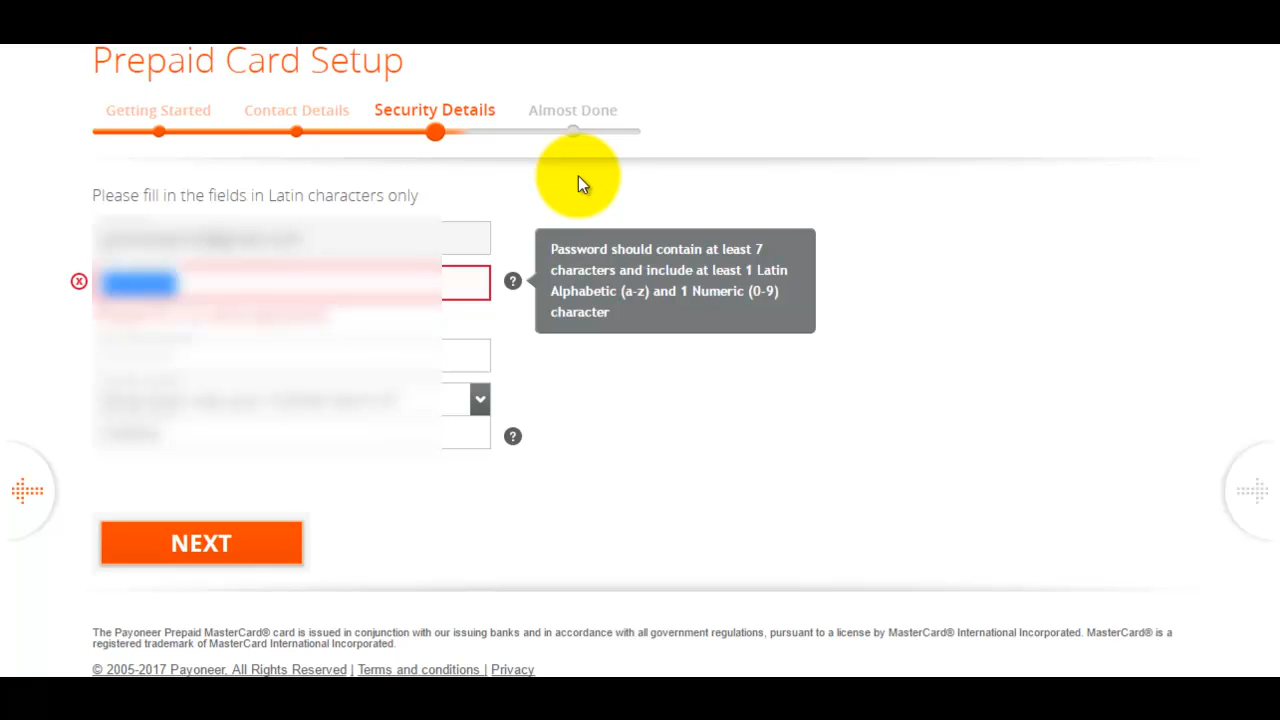 Prepaid Card Setup
Getting Started Contact Details Security Details Almost Done
Please fill in the fields in Latin characters only
Password should contain at least 7
characters and include at least 1 Latin
Alphabetic (a-z) and 1 Numeric (0-9)
character
NEXT
The Payoneer Prepaid MasterCard® card is issued in conjunction with our issuing banks and in accordance with all government regulations, pursuant to a license by MasterCard® International Incorporated. MasterCard® is a
registered trademark of MasterCard International Incorporated.
© 2005-2017 Payoneer, All Rights Reserved | Terms and conditions | Privacy